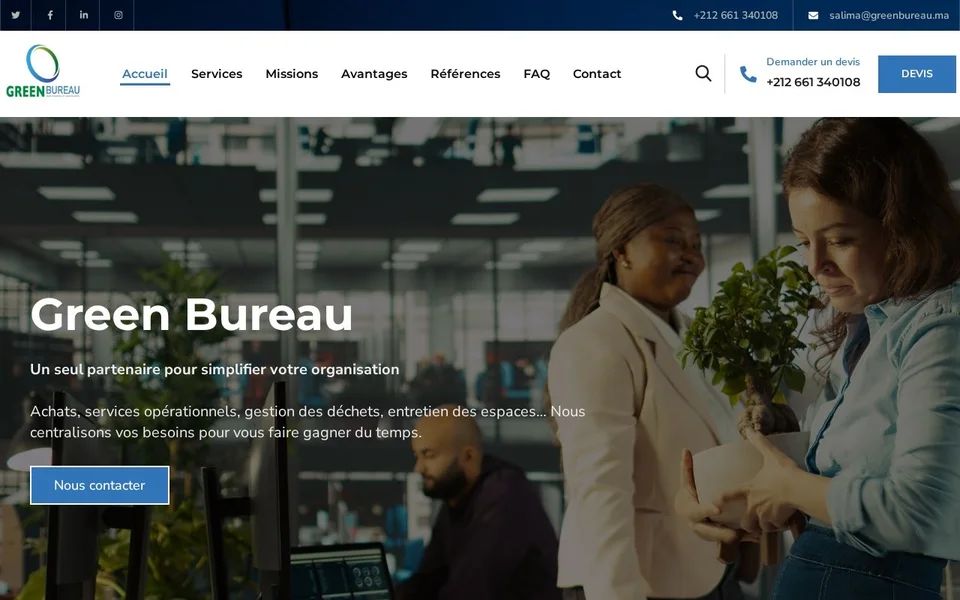 +212 661 340108
salima@greenbureau.ma
GREENBUREAU
Accueil
Services
Missions
Avantages
Références
FAQ
Contact
Demander un devis
+212 661 340108
DEVIS
Green Bureau
Un seul partenaire pour simplifier votre organisation
Achats, services opérationnels, gestion des déchets, entretien des espaces... Nous
centralisons vos besoins pour vous faire gagner du temps.
Nous contacter